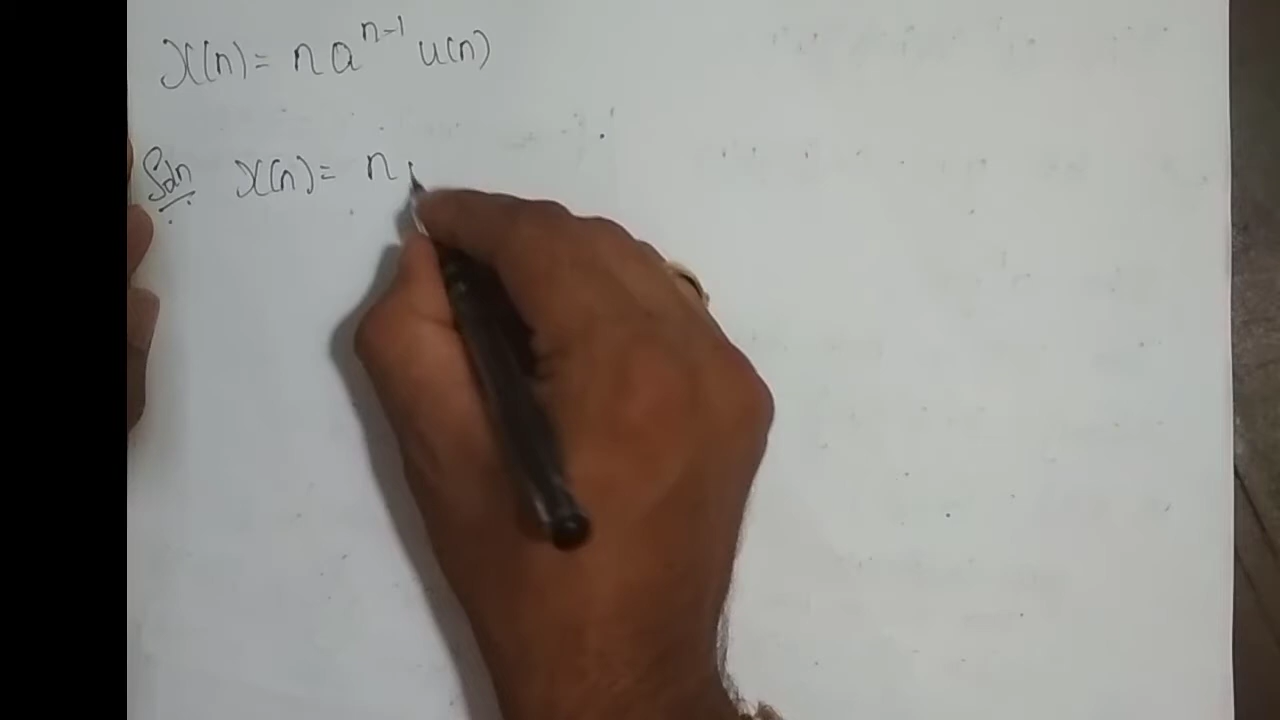 x(n) = n a^{n-1} u(n)
Soln x(n) = n